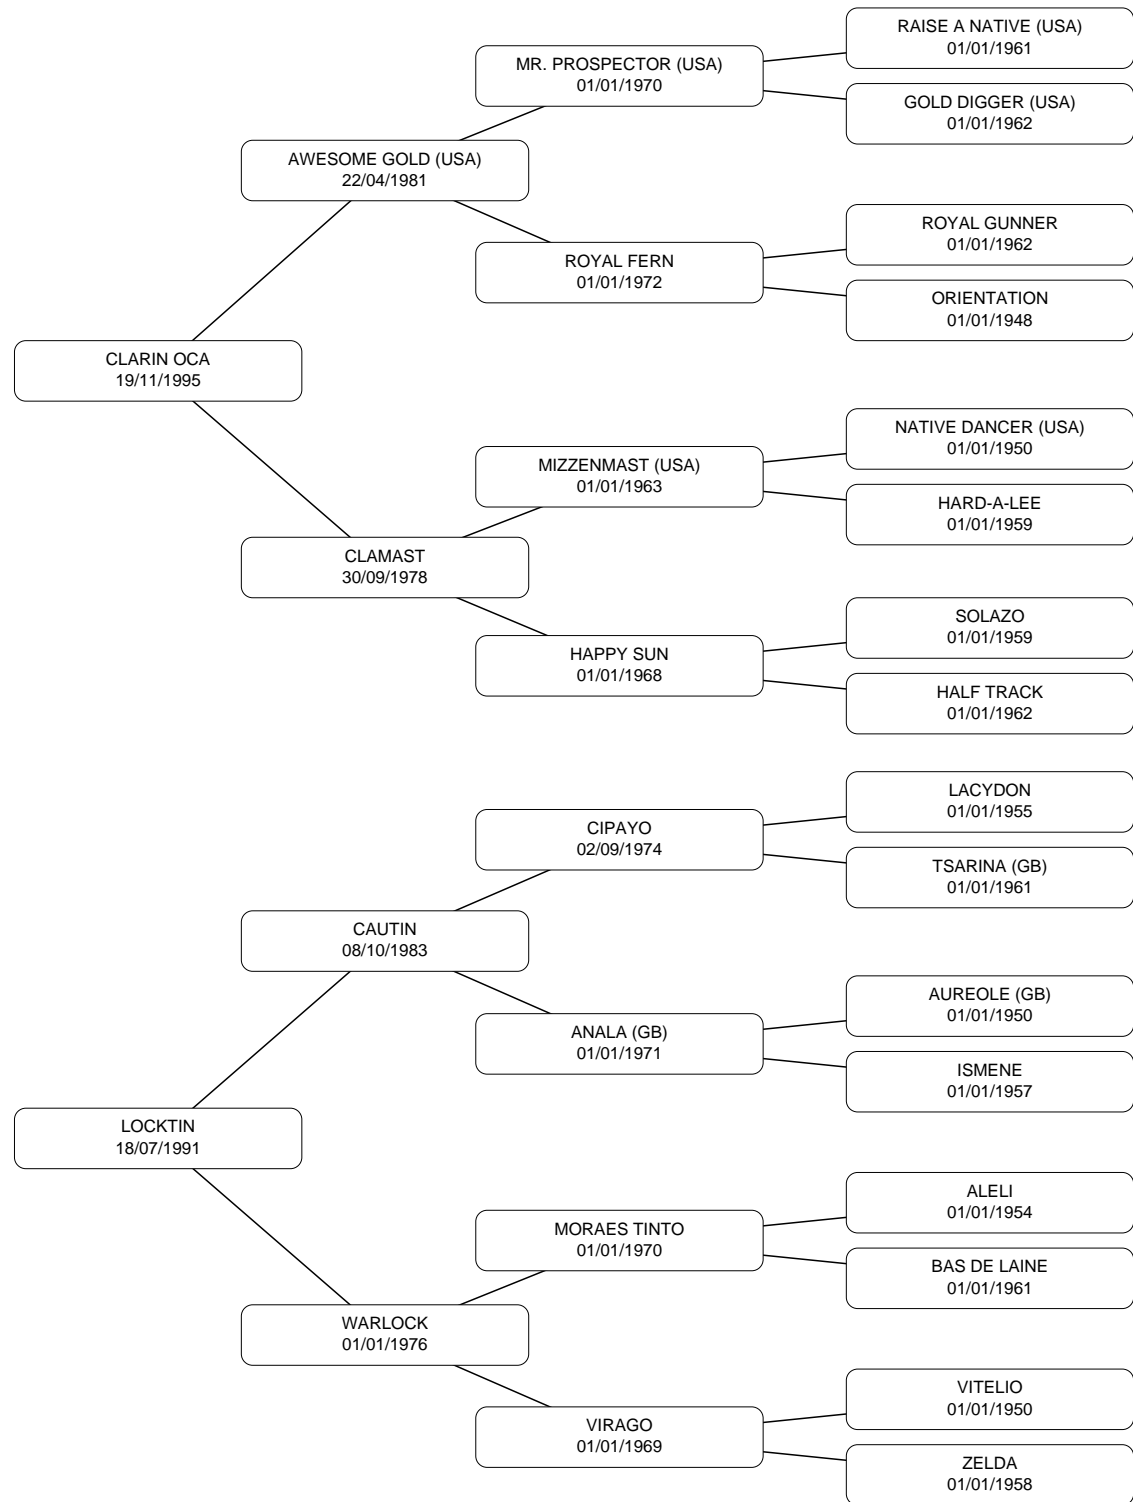 RAISE A NATIVE (USA)
01/01/1961
MR. PROSPECTOR (USA)
01/01/1970
GOLD DIGGER (USA)
01/01/1962
AWESOME GOLD (USA)
22/04/1981
ROYAL GUNNER
01/01/1962
ROYAL FERN
01/01/1972
ORIENTATION
01/01/1948
CLARIN OCA
19/11/1995
NATIVE DANCER (USA)
01/01/1950
MIZZENMAST (USA)
01/01/1963
HARD-A-LEE
01/01/1959
CLAMAST
30/09/1978
SOLAZO
01/01/1959
HAPPY SUN
01/01/1968
HALF TRACK
01/01/1962
LACYDON
01/01/1955
CIPAYO
02/09/1974
TSARINA (GB)
01/01/1961
CAUTIN
08/10/1983
AUREOLE (GB)
01/01/1950
ANALA (GB)
01/01/1971
ISMENE
01/01/1957
LOCKTIN
18/07/1991
ALELI
01/01/1954
MORAES TINTO
01/01/1970
BAS DE LAINE
01/01/1961
WARLOCK
01/01/1976
VITELIO
01/01/1950
VIRAGO
01/01/1969
ZELDA
01/01/1958